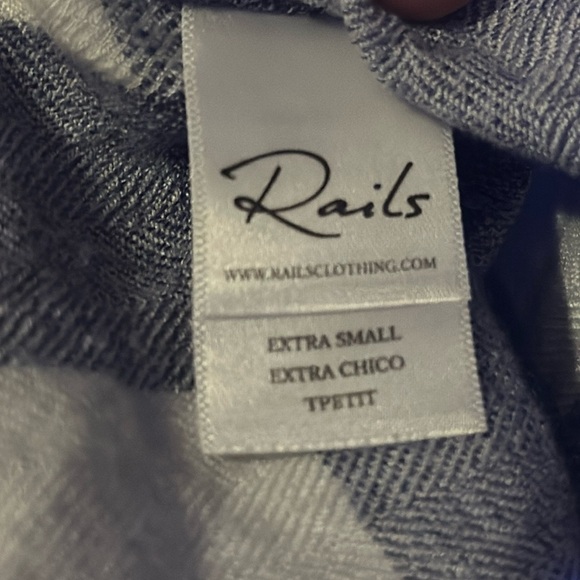 Rails
WWW.RAILSCLOTHING.COM
EXTRA SMALL
EXTRA CHICO
TPETIT